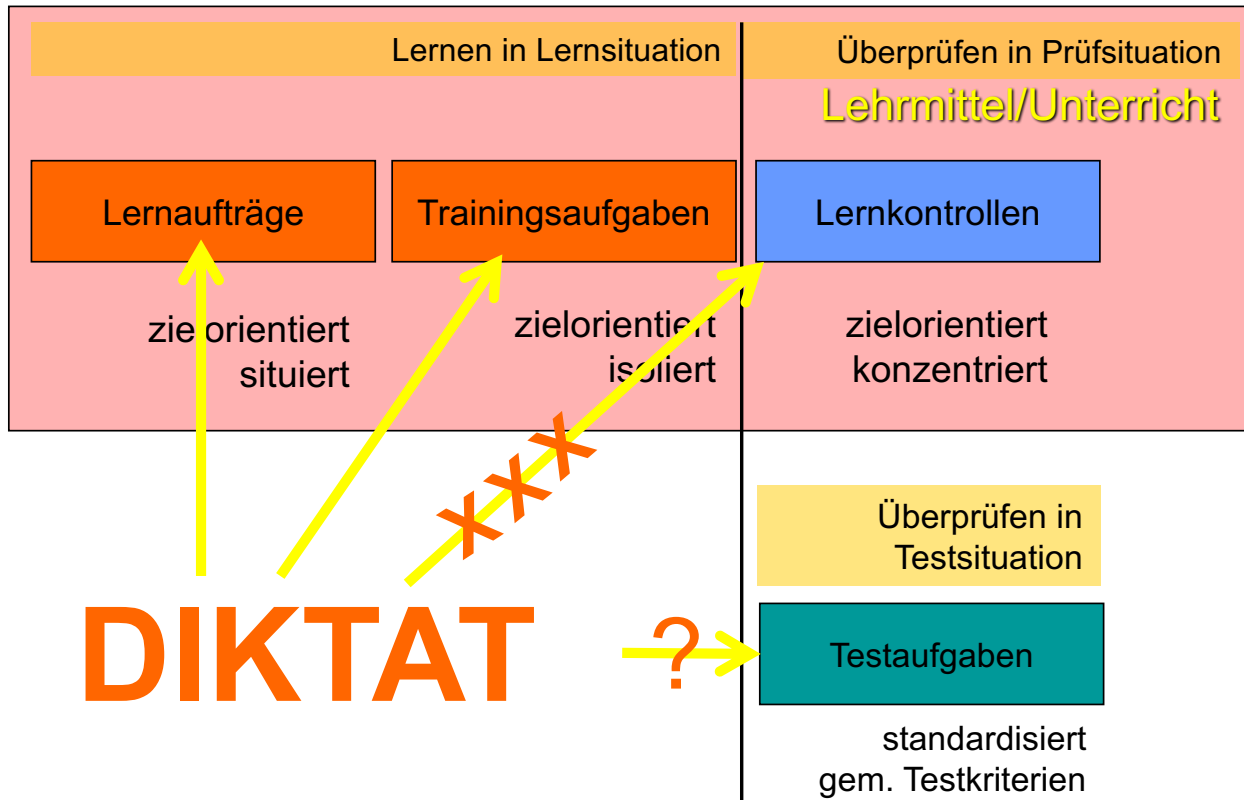 Lernen in Lernsituation
Überprüfen in Prüfsituation
Lehrmittel/Unterricht
Lernaufträge
Trainingsaufgaben
Lernkontrollen
zielorientiert
situiert
zielorientiert
isoliert
zielorientiert
konzentriert
XXX
Überprüfen in
Testsituation
DIKTAT
?
Testaufgaben
standardisiert
gem. Testkriterien